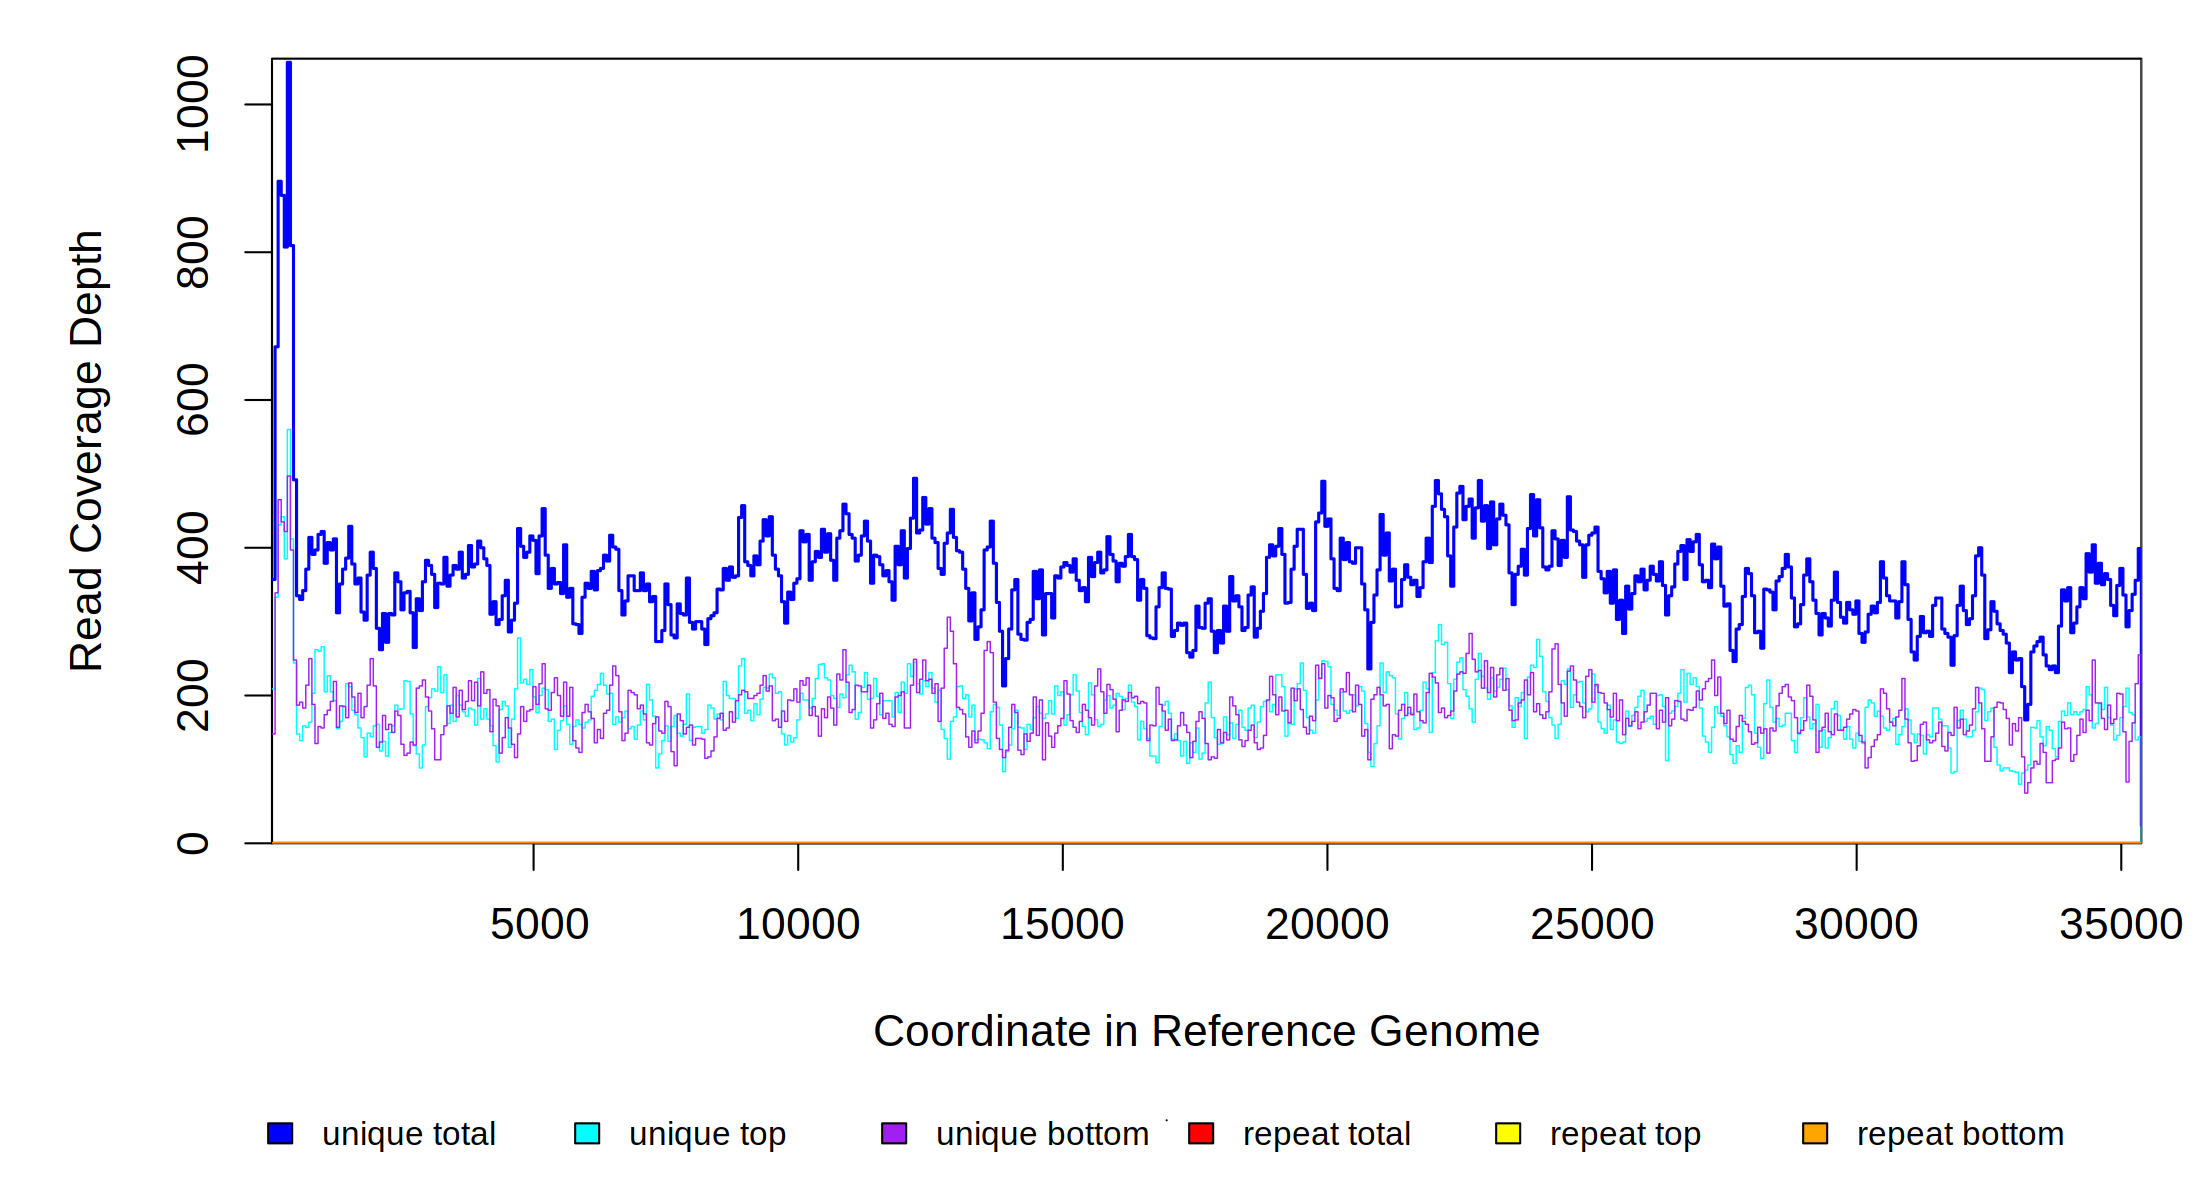 Read Coverage Depth
1000
800
600
400
200
0
5000 10000 15000 20000 25000 30000 35000
Coordinate in Reference Genome
unique total unique top unique bottom repeat total repeat top repeat bottom